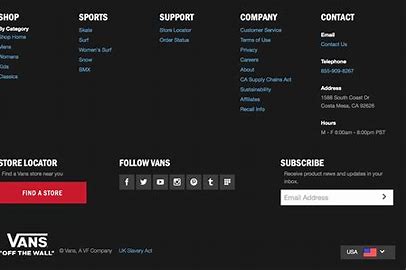 SHOP
By Category
Shop Home
Mens
Womens
Kids
Classics
SPORTS
Skate
Surf
Women's Surf
Snow
BMX
SUPPORT
Store Locator
Order Status
COMPANY
Customer Service
Terms of Use
Privacy
Careers
About
CA Supply Chains Act
Sustainability
Affiliates
Recall Info
CONTACT
Email
Contact Us
Telephone
855-909-8267
Address
1588 South Coast Dr
Costa Mesa, CA 92626
Hours
M - F 8:00am - 8:00pm PST
STORE LOCATOR
Find a Vans store near you
FIND A STORE
FOLLOW VANS
SUBSCRIBE
Receive product news and updates in your
inbox.
Email Address
VANS
"OFF THE WALL"
© Vans, A VF Company
UK Slavery Act
USA